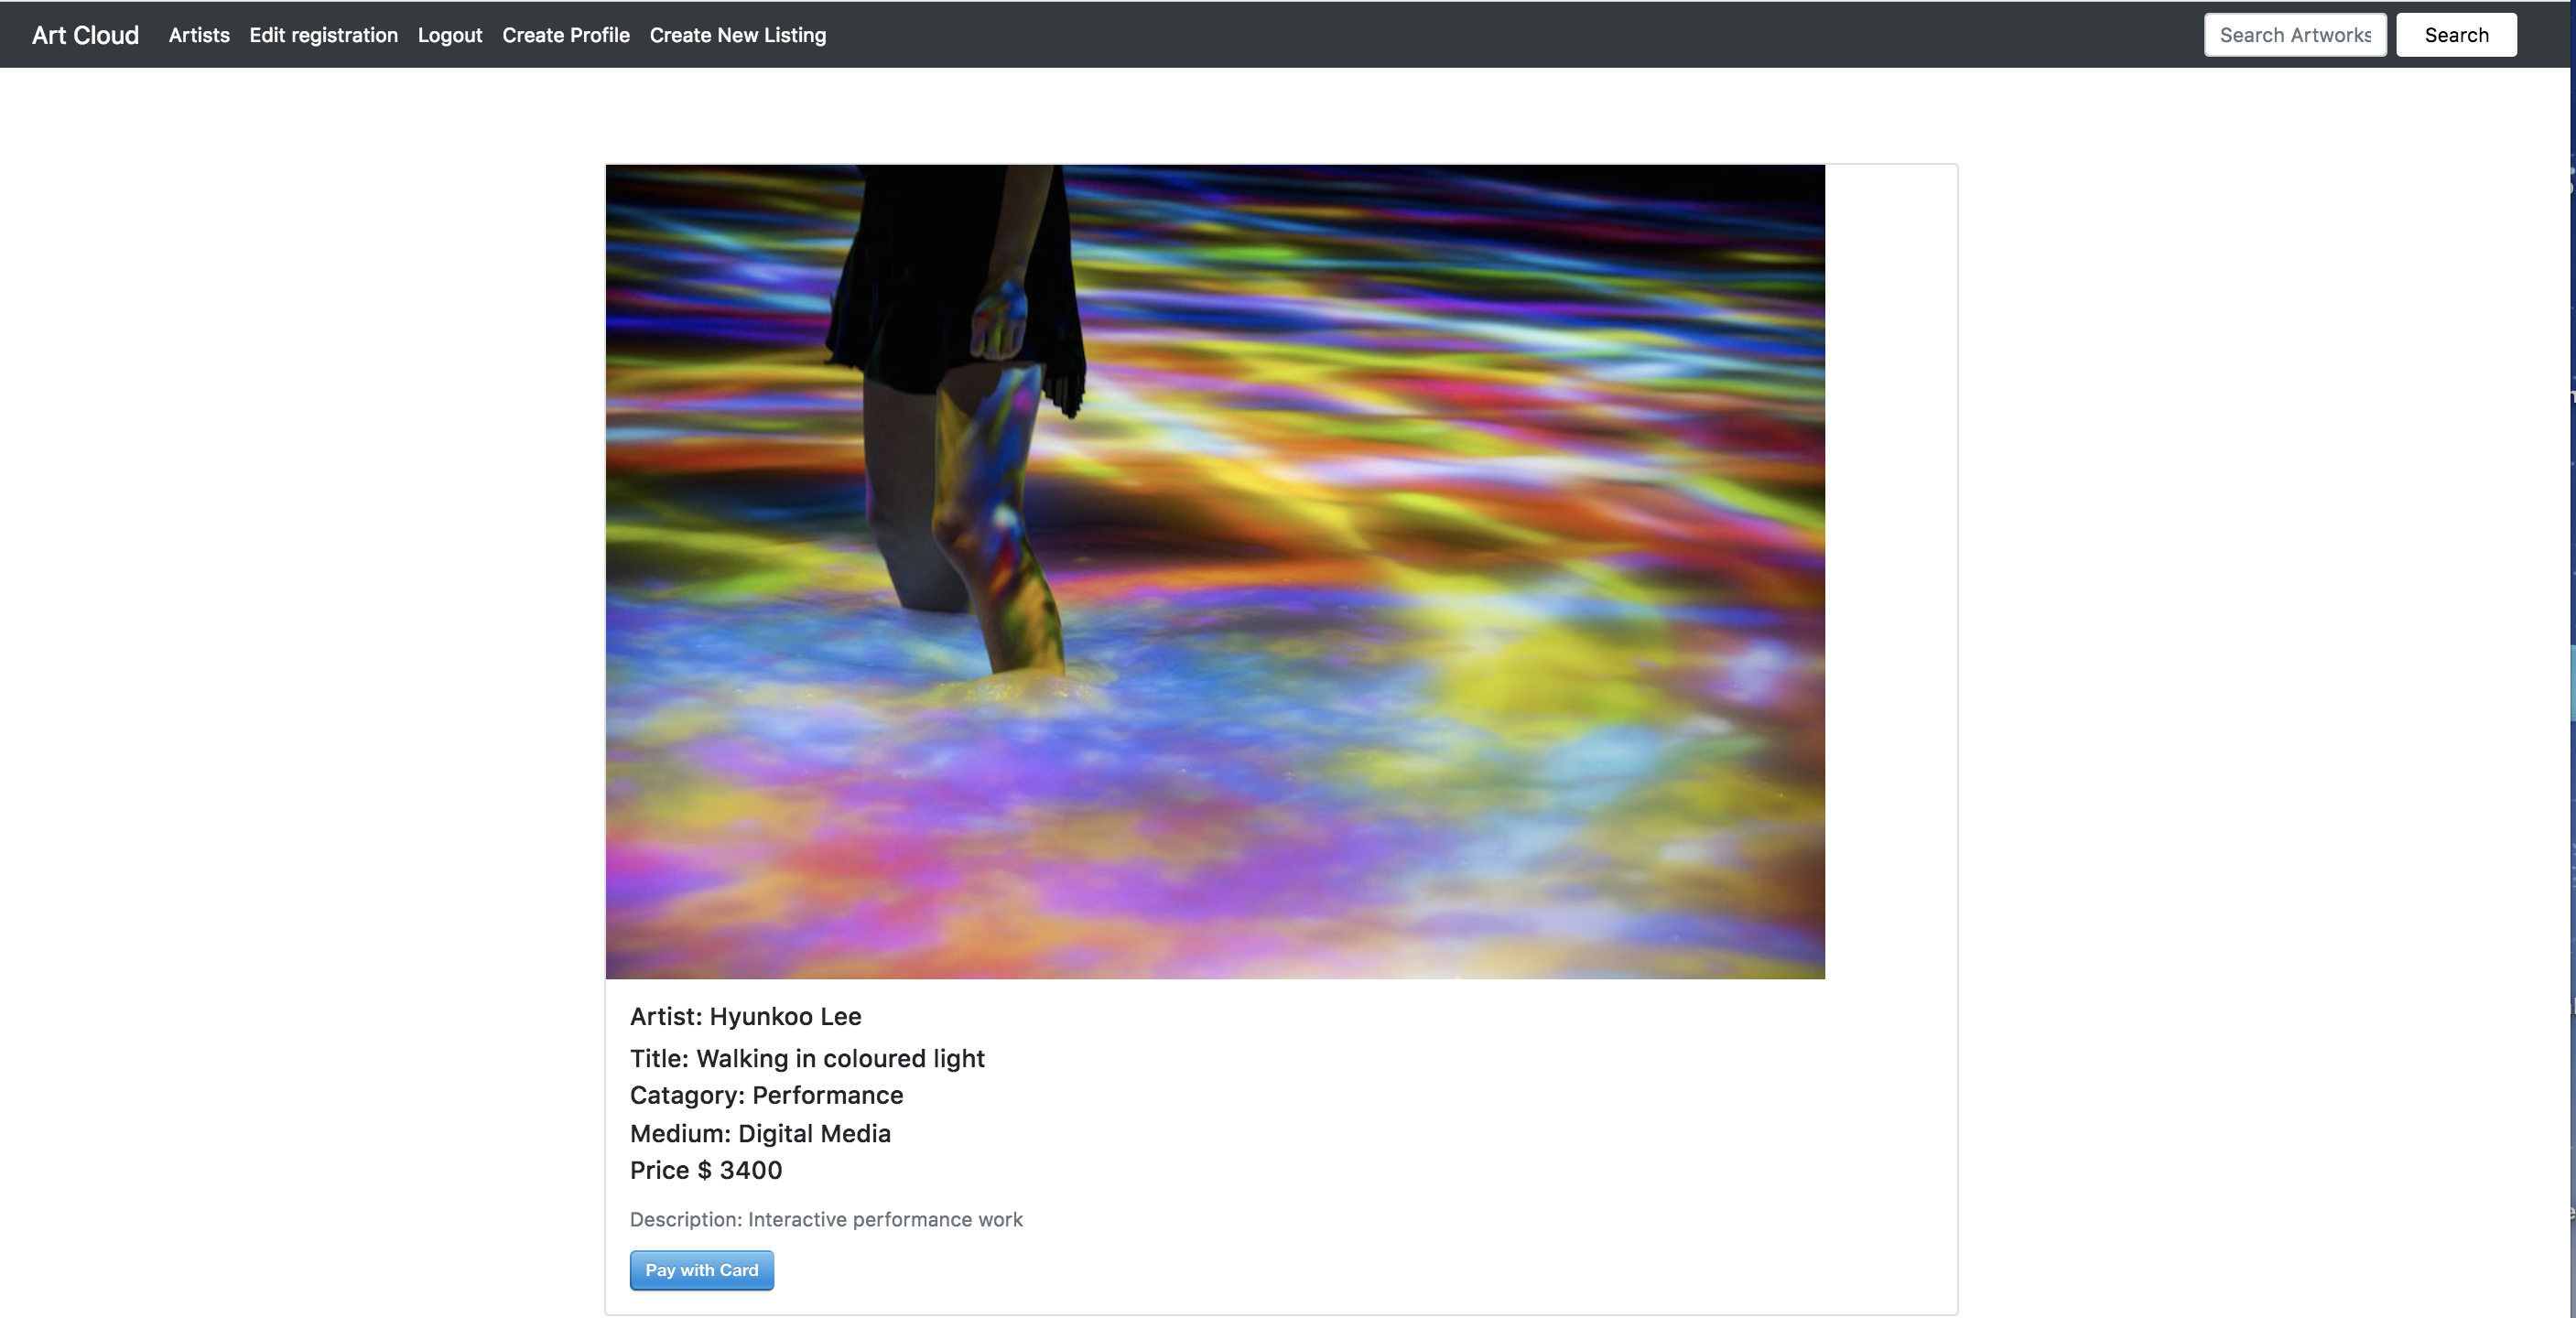 Art Cloud Artists Edit registration Logout Create Profile Create New Listing Search Artworks Search
Artist: Hyunkoo Lee
Title: Walking in coloured light
Catagory: Performance
Medium: Digital Media
Price $ 3400
Description: Interactive performance work
Pay with Card